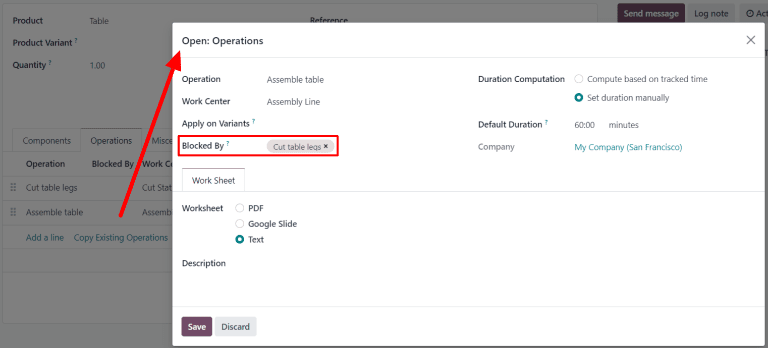 Product Table Reference
Send message Log note Act
Product Variant ?
Quantity ? 1.00
Components Operations Misce
Operation Blocked By Work Ce
Cut table legs Cut Stat
Assemble table Assemb
Add a line Copy Existing Operations
Open: Operations
Operation Assemble table
Work Center Assembly Line
Apply on Variants ?
Blocked By ? Cut table legs ×
Duration Computation Compute based on tracked time
Set duration manually
Default Duration ? 60:00 minutes
Company My Company (San Francisco)
Work Sheet
Worksheet PDF
Google Slide
Text
Description
Save Discard